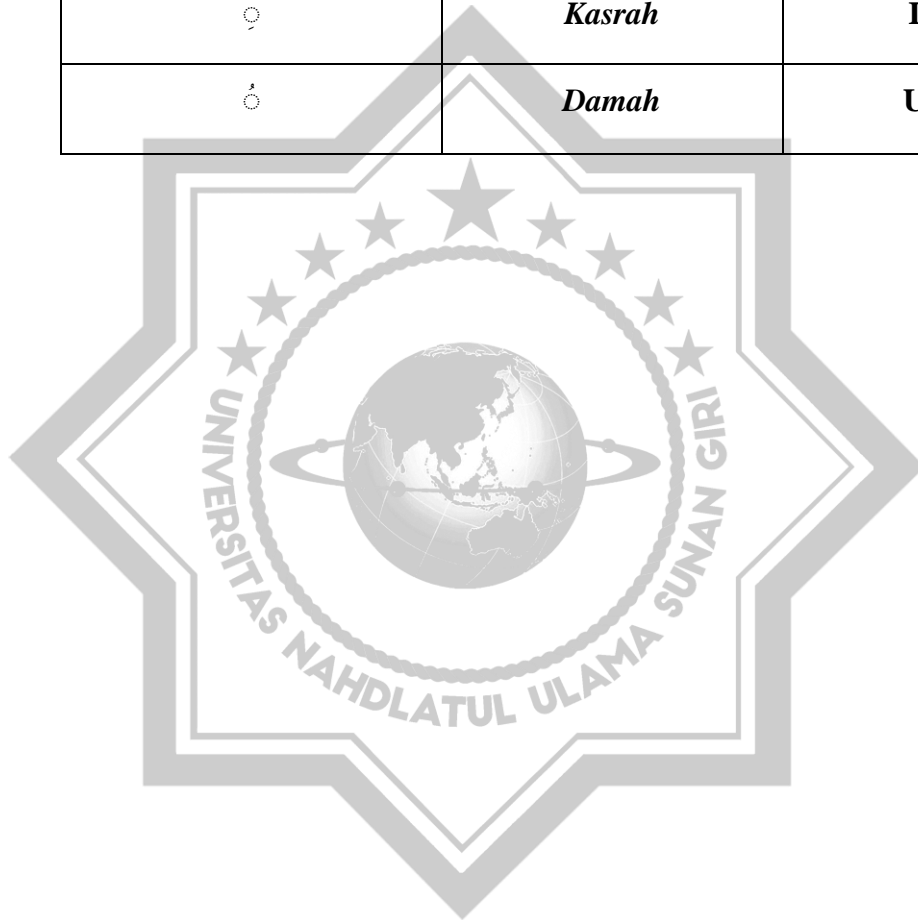 ◌ِ Kasrah I
◌ُ Damah U
UNIVERSITAS NAHDLATUL ULAMA SUNAN GIRI